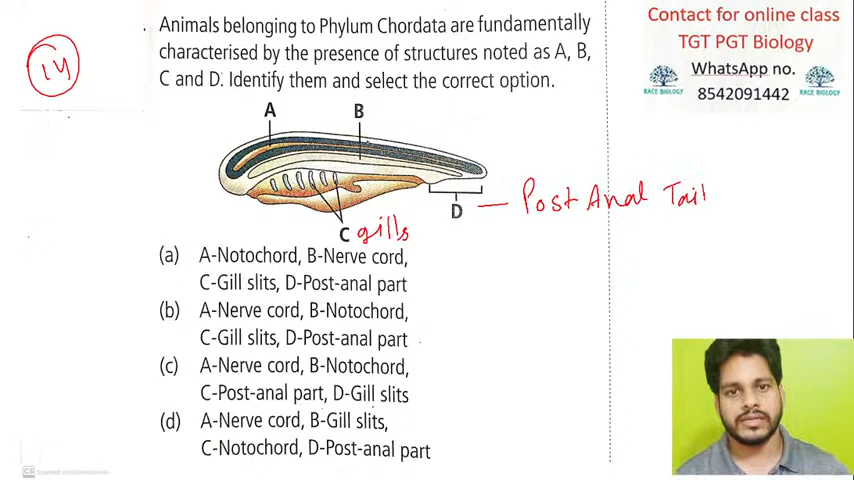 Animals belonging to Phylum Chordata are fundamentally
characterised by the presence of structures noted as A, B,
C and D. Identify them and select the correct option.
14
Contact for online class
TGT PGT Biology
WhatsApp no.
8542091442
RACE BIOLOGY
RACE BIOLOGY
A
B
C gills
D — Post Anal Tail
(a) A-Notochord, B-Nerve cord,
C-Gill slits, D-Post-anal part
(b) A-Nerve cord, B-Notochord,
C-Gill slits, D-Post-anal part
(c) A-Nerve cord, B-Notochord,
C-Post-anal part, D-Gill slits
(d) A-Nerve cord, B-Gill slits,
C-Notochord, D-Post-anal part
CS